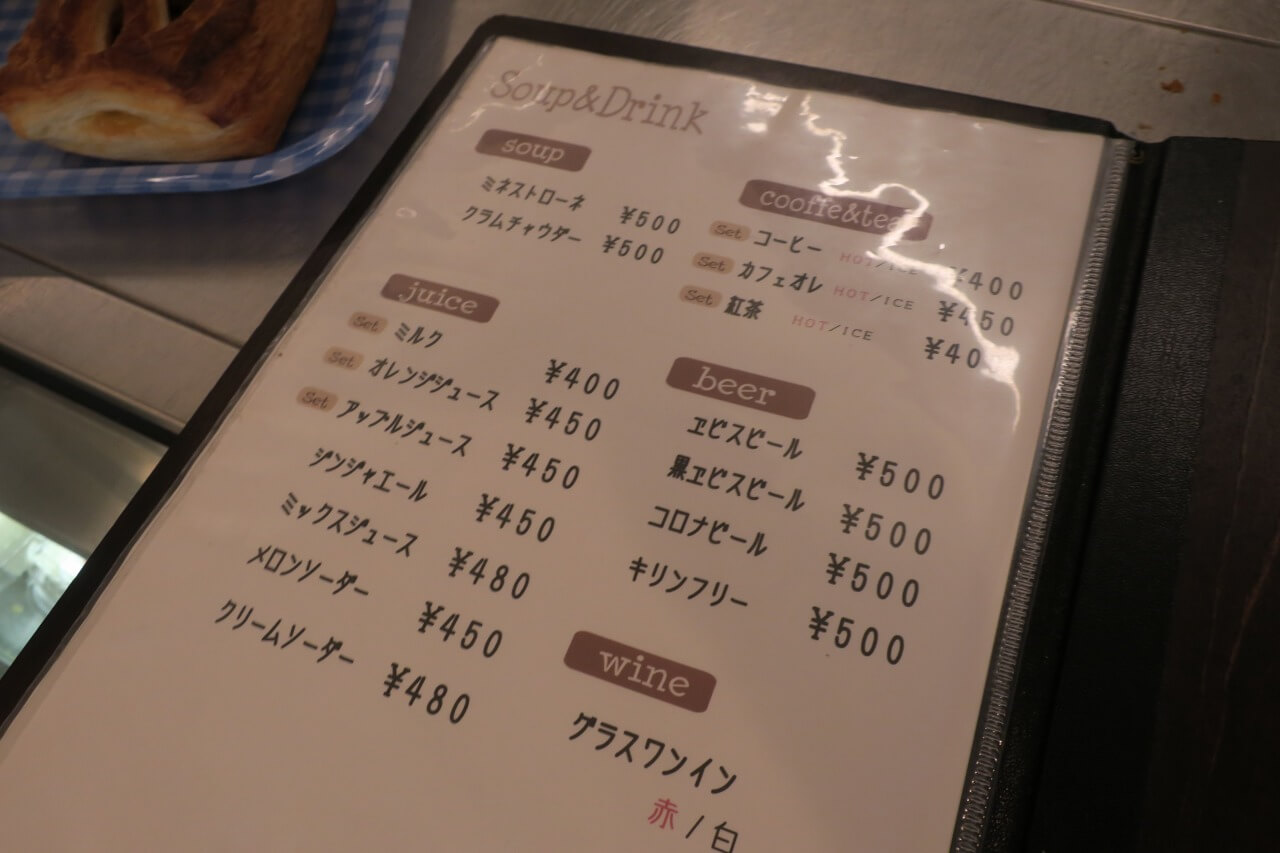 Soup&Drink
soup
ミネストローネ ¥500
クラムチャウダー ¥500
juice
Set ミルク ¥400
Set オレンジジュース ¥450
Set アップルジュース ¥450
ジンジャエール ¥450
ミックスジュース ¥480
メロンソーダー ¥450
クリームソーダー ¥480
cooffe&tea
Set コーヒー HOT/ICE ¥400
Set カフェオレ HOT/ICE ¥450
Set 紅茶 HOT/ICE
beer
ヱビスビール ¥500
黒ヱビスビール ¥500
コロナビール ¥500
キリンフリー ¥500
wine
グラスワンイン
赤/白